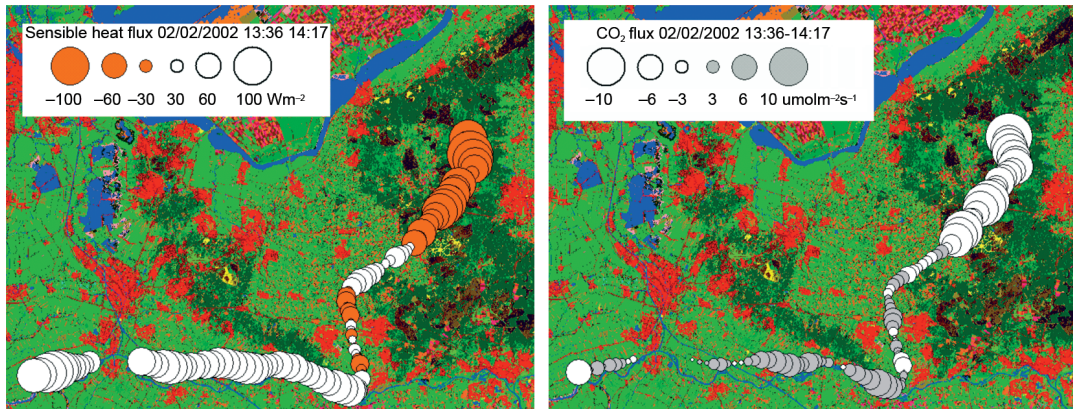 Sensible heat flux 02/02/2002 13:36 14:17
–100 –60 –30 30 60 100 Wm⁻²
CO₂ flux 02/02/2002 13:36-14:17
–10 –6 –3 3 6 10 umolm⁻²s⁻¹